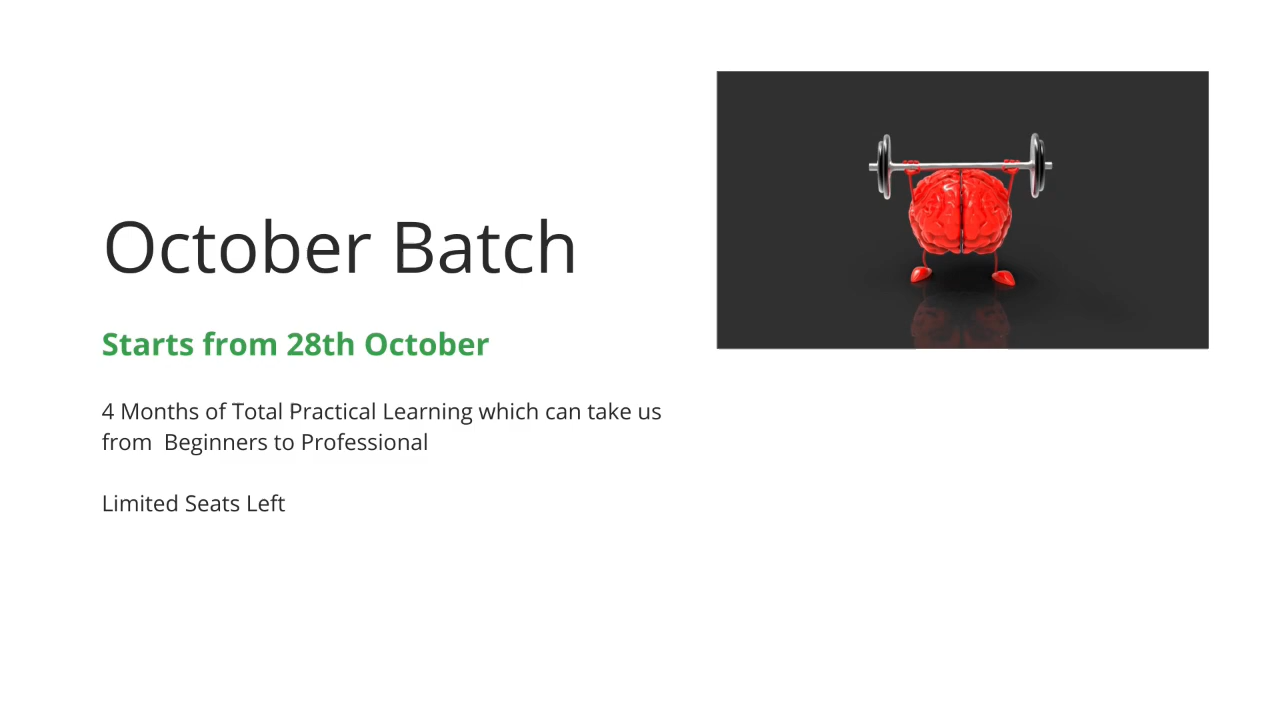 October Batch
Starts from 28th October
4 Months of Total Practical Learning which can take us
from  Beginners to Professional
Limited Seats Left